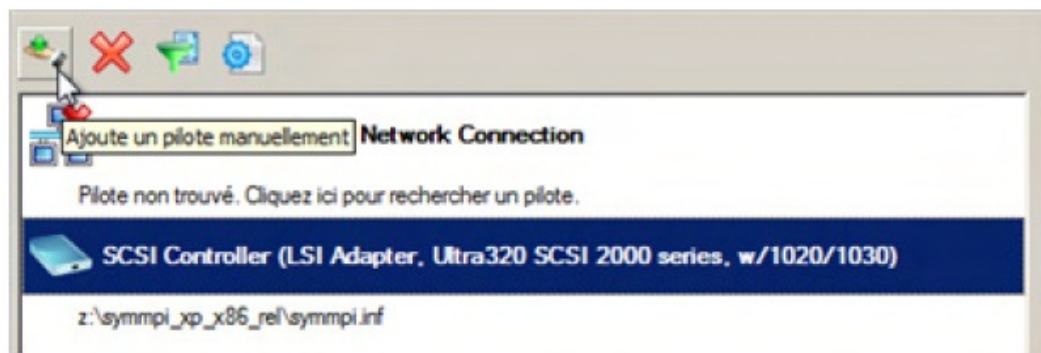 Ajoute un pilote manuellement Network Connection
Pilote non trouvé. Cliquez ici pour rechercher un pilote.
SCSI Controller (LSI Adapter, Ultra320 SCSI 2000 series, w/1020/1030)
z:\symmpi_xp_x86_rel\symmpi.inf